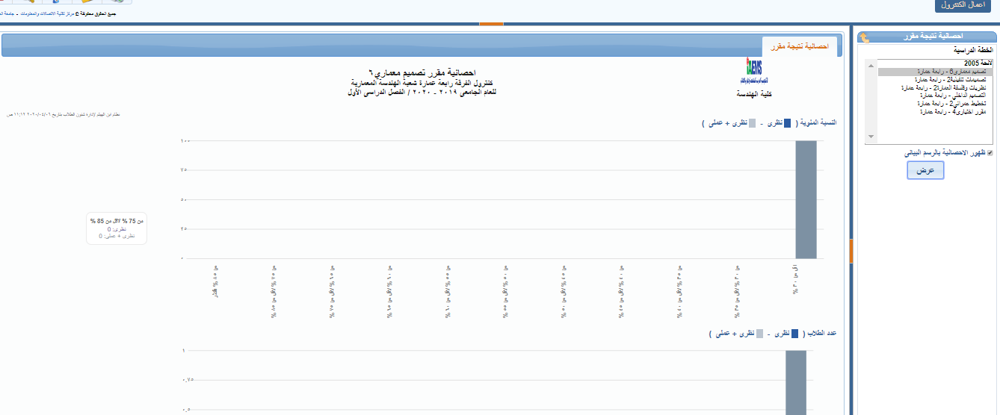 اعمال الكنترول
جميع الحقوق محفوظة © مركز تقنية الاتصالات والمعلومات - جامعة
احصائية نتيجة مقرر
الخطة الدراسية
لائحة 2005
تصميم معمارى6 - رابعة عمارة
تصميمات تنفيذية2 - رابعة عمارة
نظريات وفلسفة العمارة2 - رابعة عمارة
التصميم الداخلي - رابعة عمارة
تخطيط عمرانى2 - رابعة عمارة
مقرر اختيارى4 - رابعة عمارة
ظهور الاحصائية بالرسم البيانى
عرض
احصائية نتيجة مقرر
كلية الهندسة
احصائية مقرر تصميم معمارى٦
كنترول الفرقة رابعة عمارة شعبة الهندسة المعمارية
للعام الجامعى ٢٠١٩ - ٢٠٢٠ / الفصل الدراسى الأول
نظام ابن الهيثم لإدارة شئون الطلاب بتاريخ ٢٠٢٠/٠٤/٠٦ ١١:١٢ ص
النسبة المئوية ( نظرى - نظرى + عملى )
١٠٠
٧٥
٥٠
٢٥
٠
من 75 % لاقل من 85 %
نظرى: 0
نظرى + عملى: 0
اقل من ٣٠ %
من ٣٠ % لاقل من ٣٥ %
من ٣٥ % لاقل من ٤٠ %
من ٤٠ % لاقل من ٤٥ %
من ٤٥ % لاقل من ٥٠ %
من ٥٠ % لاقل من ٥٥ %
من ٥٥ % لاقل من ٦٠ %
من ٦٠ % لاقل من ٦٥ %
من ٦٥ % لاقل من ٧٥ %
من ٧٥ % لاقل من ٨٥ %
من ٨٥ % فاكثر
عدد الطلاب ( نظرى - نظرى + عملى )
١
٠,٧٥
٠,٥